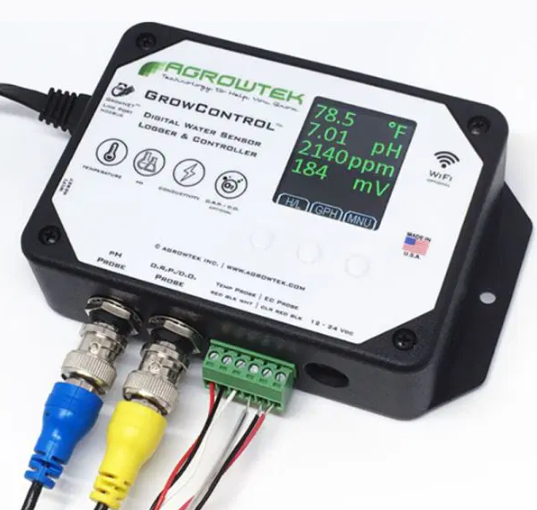 AGROWTEK
Technology to Help You Grow
GrowNET™
GROWCONTROL™
DIGITAL WATER SENSOR
LOGGER & CONTROLLER
TEMPERATURE
PH
CONDUCTIVITY
O.R.P. / D.O.
OPTIONAL
78.5 °F
7.01 pH
2140 ppm
184 mV
H/L
GPH
MNU
WIFI
OPTIONAL
MADE IN
U.S.A.
© AGROWTEK INC. | WWW.AGROWTEK.COM
PH
PROBE
O.R.P./D.O.
PROBE
TEMP PROBE | EC PROBE
RED BLK WHT | CLR RED BLK
12 - 24 VDC